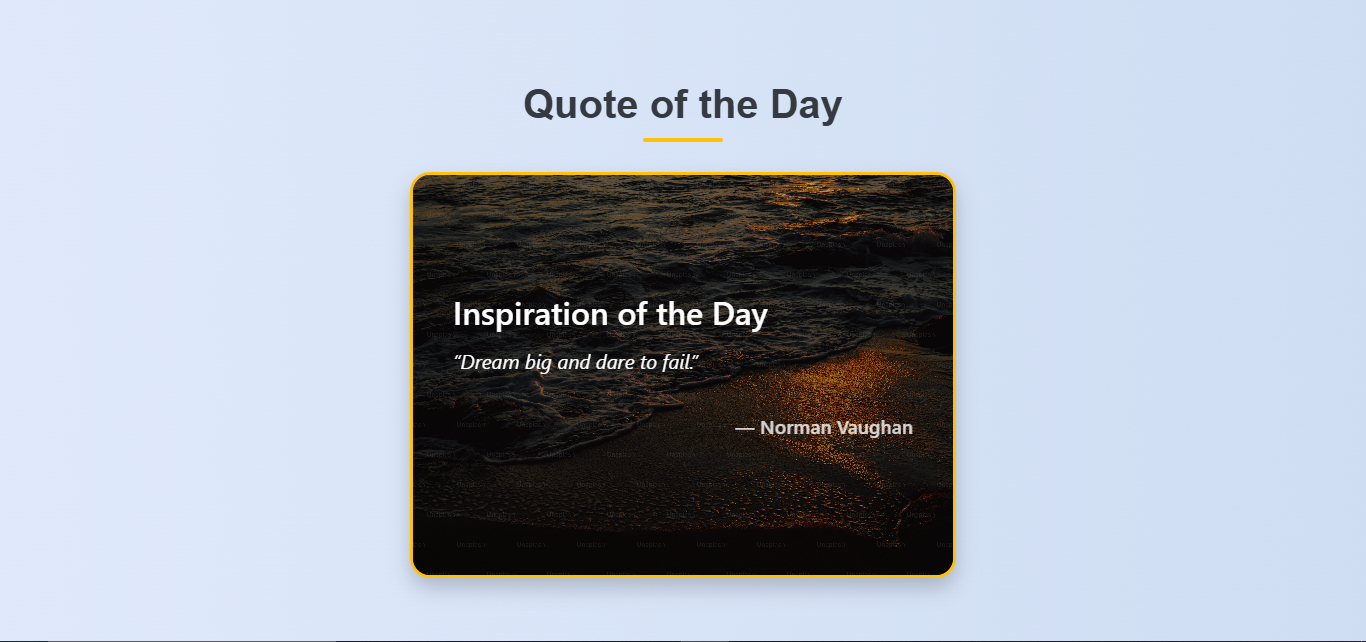 Quote of the Day
Inspiration of the Day
“Dream big and dare to fail.”
— Norman Vaughan